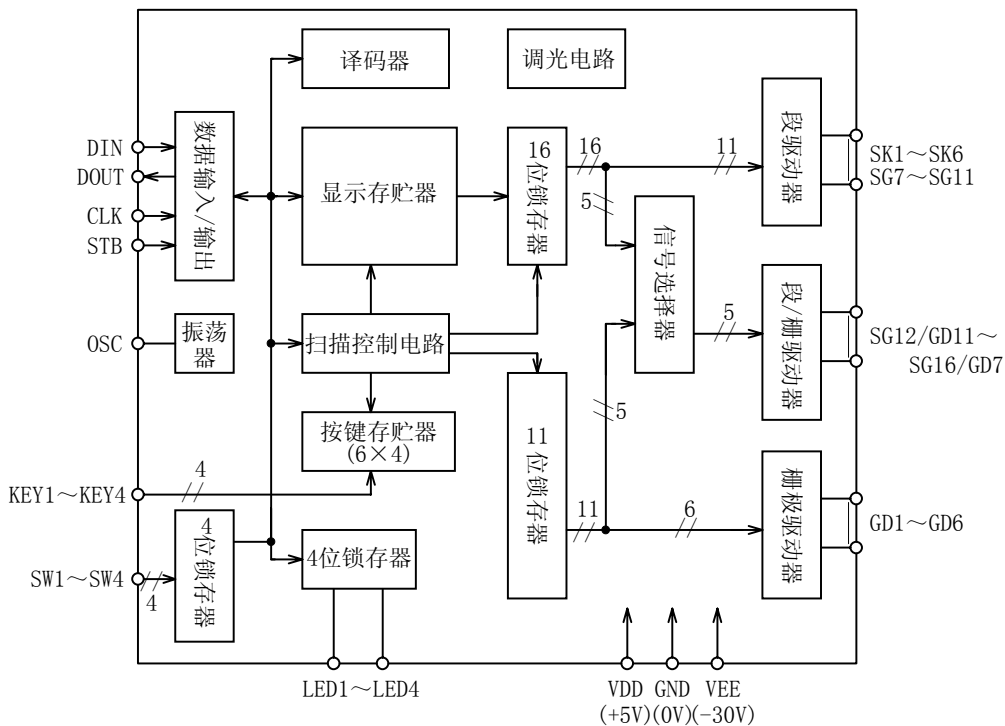 译码器
调光电路
DIN
DOUT
CLK
STB
数据输入/输出
显示存贮器
16位锁存器
16
11
5
段驱动器
SK1～SK6
SG7～SG11
信号选择器
OSC
振荡器
扫描控制电路
5
段/栅驱动器
SG12/GD11～
SG16/GD7
按键存贮器
(6×4)
11位锁存器
5
KEY1～KEY4
4
11
6
栅极驱动器
GD1～GD6
SW1～SW4
4
4位锁存器
4位锁存器
LED1～LED4
VDD
(+5V)
GND
(0V)
VEE
(-30V)